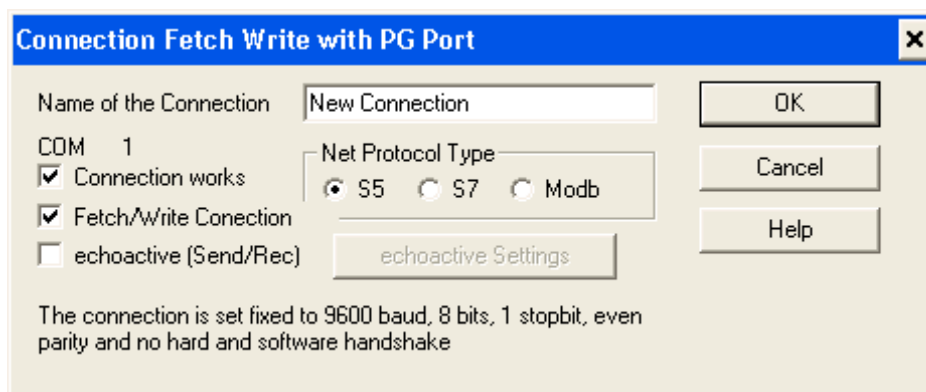 Connection Fetch Write with PG Port
Name of the Connection New Connection OK
COM 1 Net Protocol Type
Connection works S5 S7 Modb Cancel
Fetch/Write Conection Help
echoactive (Send/Rec) echoactive Settings
The connection is set fixed to 9600 baud, 8 bits, 1 stopbit, even
parity and no hard and software handshake